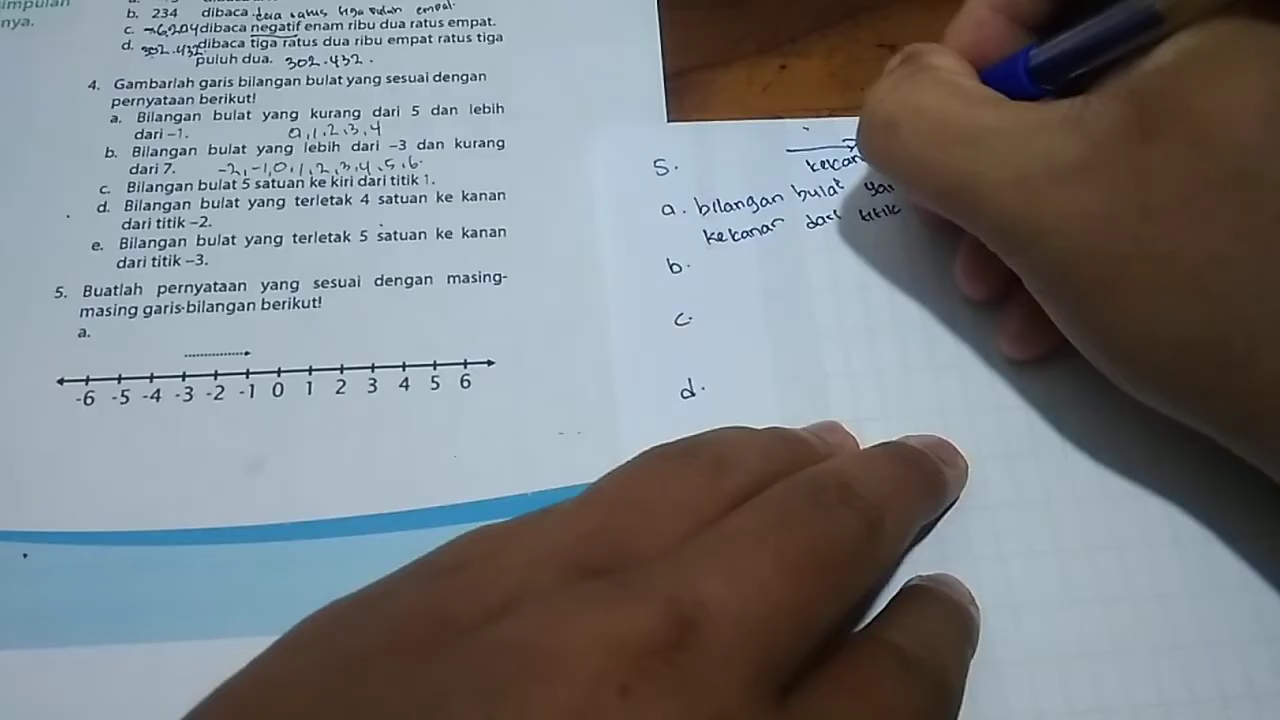 impulan
nya.
b. 234 dibaca dua ratus tiga puluh empat.
c. -6204 dibaca negatif enam ribu dua ratus empat.
d. 302.432 dibaca tiga ratus dua ribu empat ratus tiga
puluh dua. 302.432.
4. Gambarlah garis bilangan bulat yang sesuai dengan
pernyataan berikut!
a. Bilangan bulat yang kurang dari 5 dan lebih
dari –1. 0,1,2,3,4
b. Bilangan bulat yang lebih dari –3 dan kurang
dari 7. -2,-1,0,1,2,3,4,5,6.
c. Bilangan bulat 5 satuan ke kiri dari titik 1.
d. Bilangan bulat yang terletak 4 satuan ke kanan
dari titik –2.
e. Bilangan bulat yang terletak 5 satuan ke kanan
dari titik –3.
5. Buatlah pernyataan yang sesuai dengan masing-
masing garis bilangan berikut!
a.
-6 -5 -4 -3 -2 -1 0 1 2 3 4 5 6
5.
kekan
a. bilangan bulat ya
kekanan dari titik
b.
c.
d.